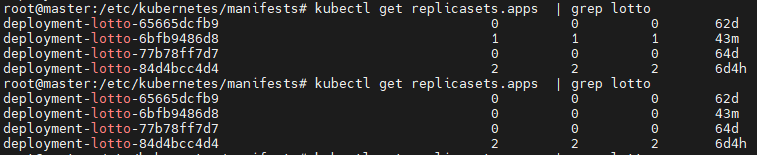 root@master:/etc/kubernetes/manifests# kubectl get replicasets.apps  | grep lotto
deployment-lotto-65665dcfb9 0 0 0 62d
deployment-lotto-6bfb9486d8 1 1 1 43m
deployment-lotto-77b78ff7d7 0 0 0 64d
deployment-lotto-84d4bcc4d4 2 2 2 6d4h
root@master:/etc/kubernetes/manifests# kubectl get replicasets.apps  | grep lotto
deployment-lotto-65665dcfb9 0 0 0 62d
deployment-lotto-6bfb9486d8 0 0 0 43m
deployment-lotto-77b78ff7d7 0 0 0 64d
deployment-lotto-84d4bcc4d4 2 2 2 6d4h